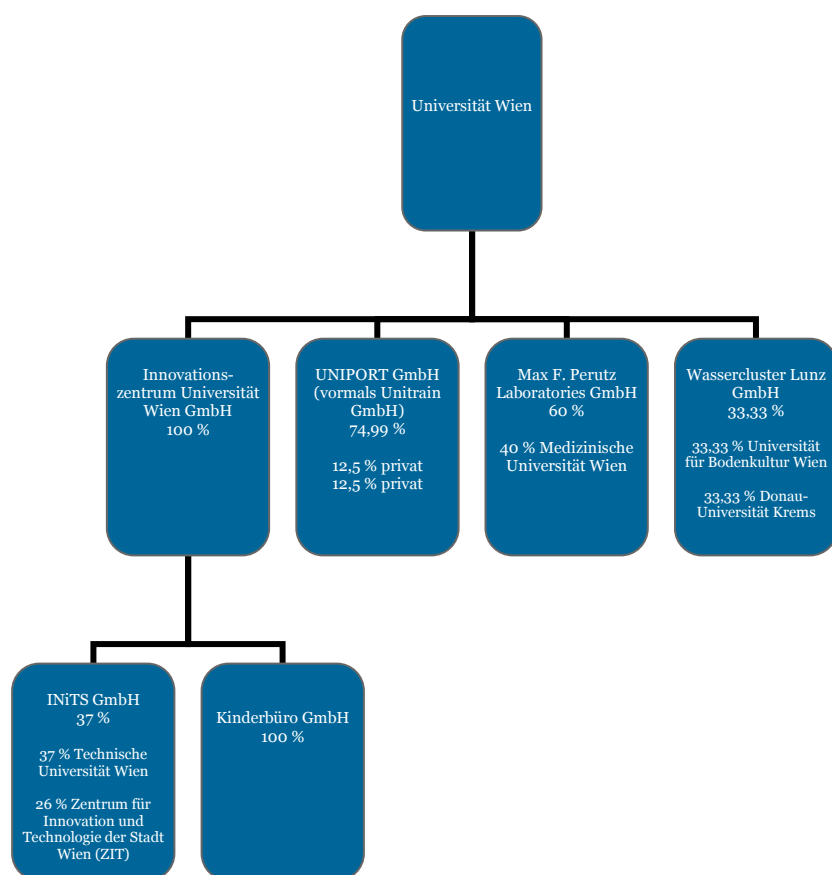 Universität Wien
Innovations-
zentrum Universität
Wien GmbH
100 %
UNIPORT GmbH
(vormals Unitrain
GmbH)
74,99 %
12,5 % privat
12,5 % privat
Max F. Perutz
Laboratories GmbH
60 %
40 % Medizinische
Universität Wien
Wassercluster Lunz
GmbH
33,33 %
33,33 % Universität
für Bodenkultur Wien
33,33 % Donau-
Universität Krems
INiTS GmbH
37 %
37 % Technische
Universität Wien
26 % Zentrum für
Innovation und
Technologie der Stadt
Wien (ZIT)
Kinderbüro GmbH
100 %